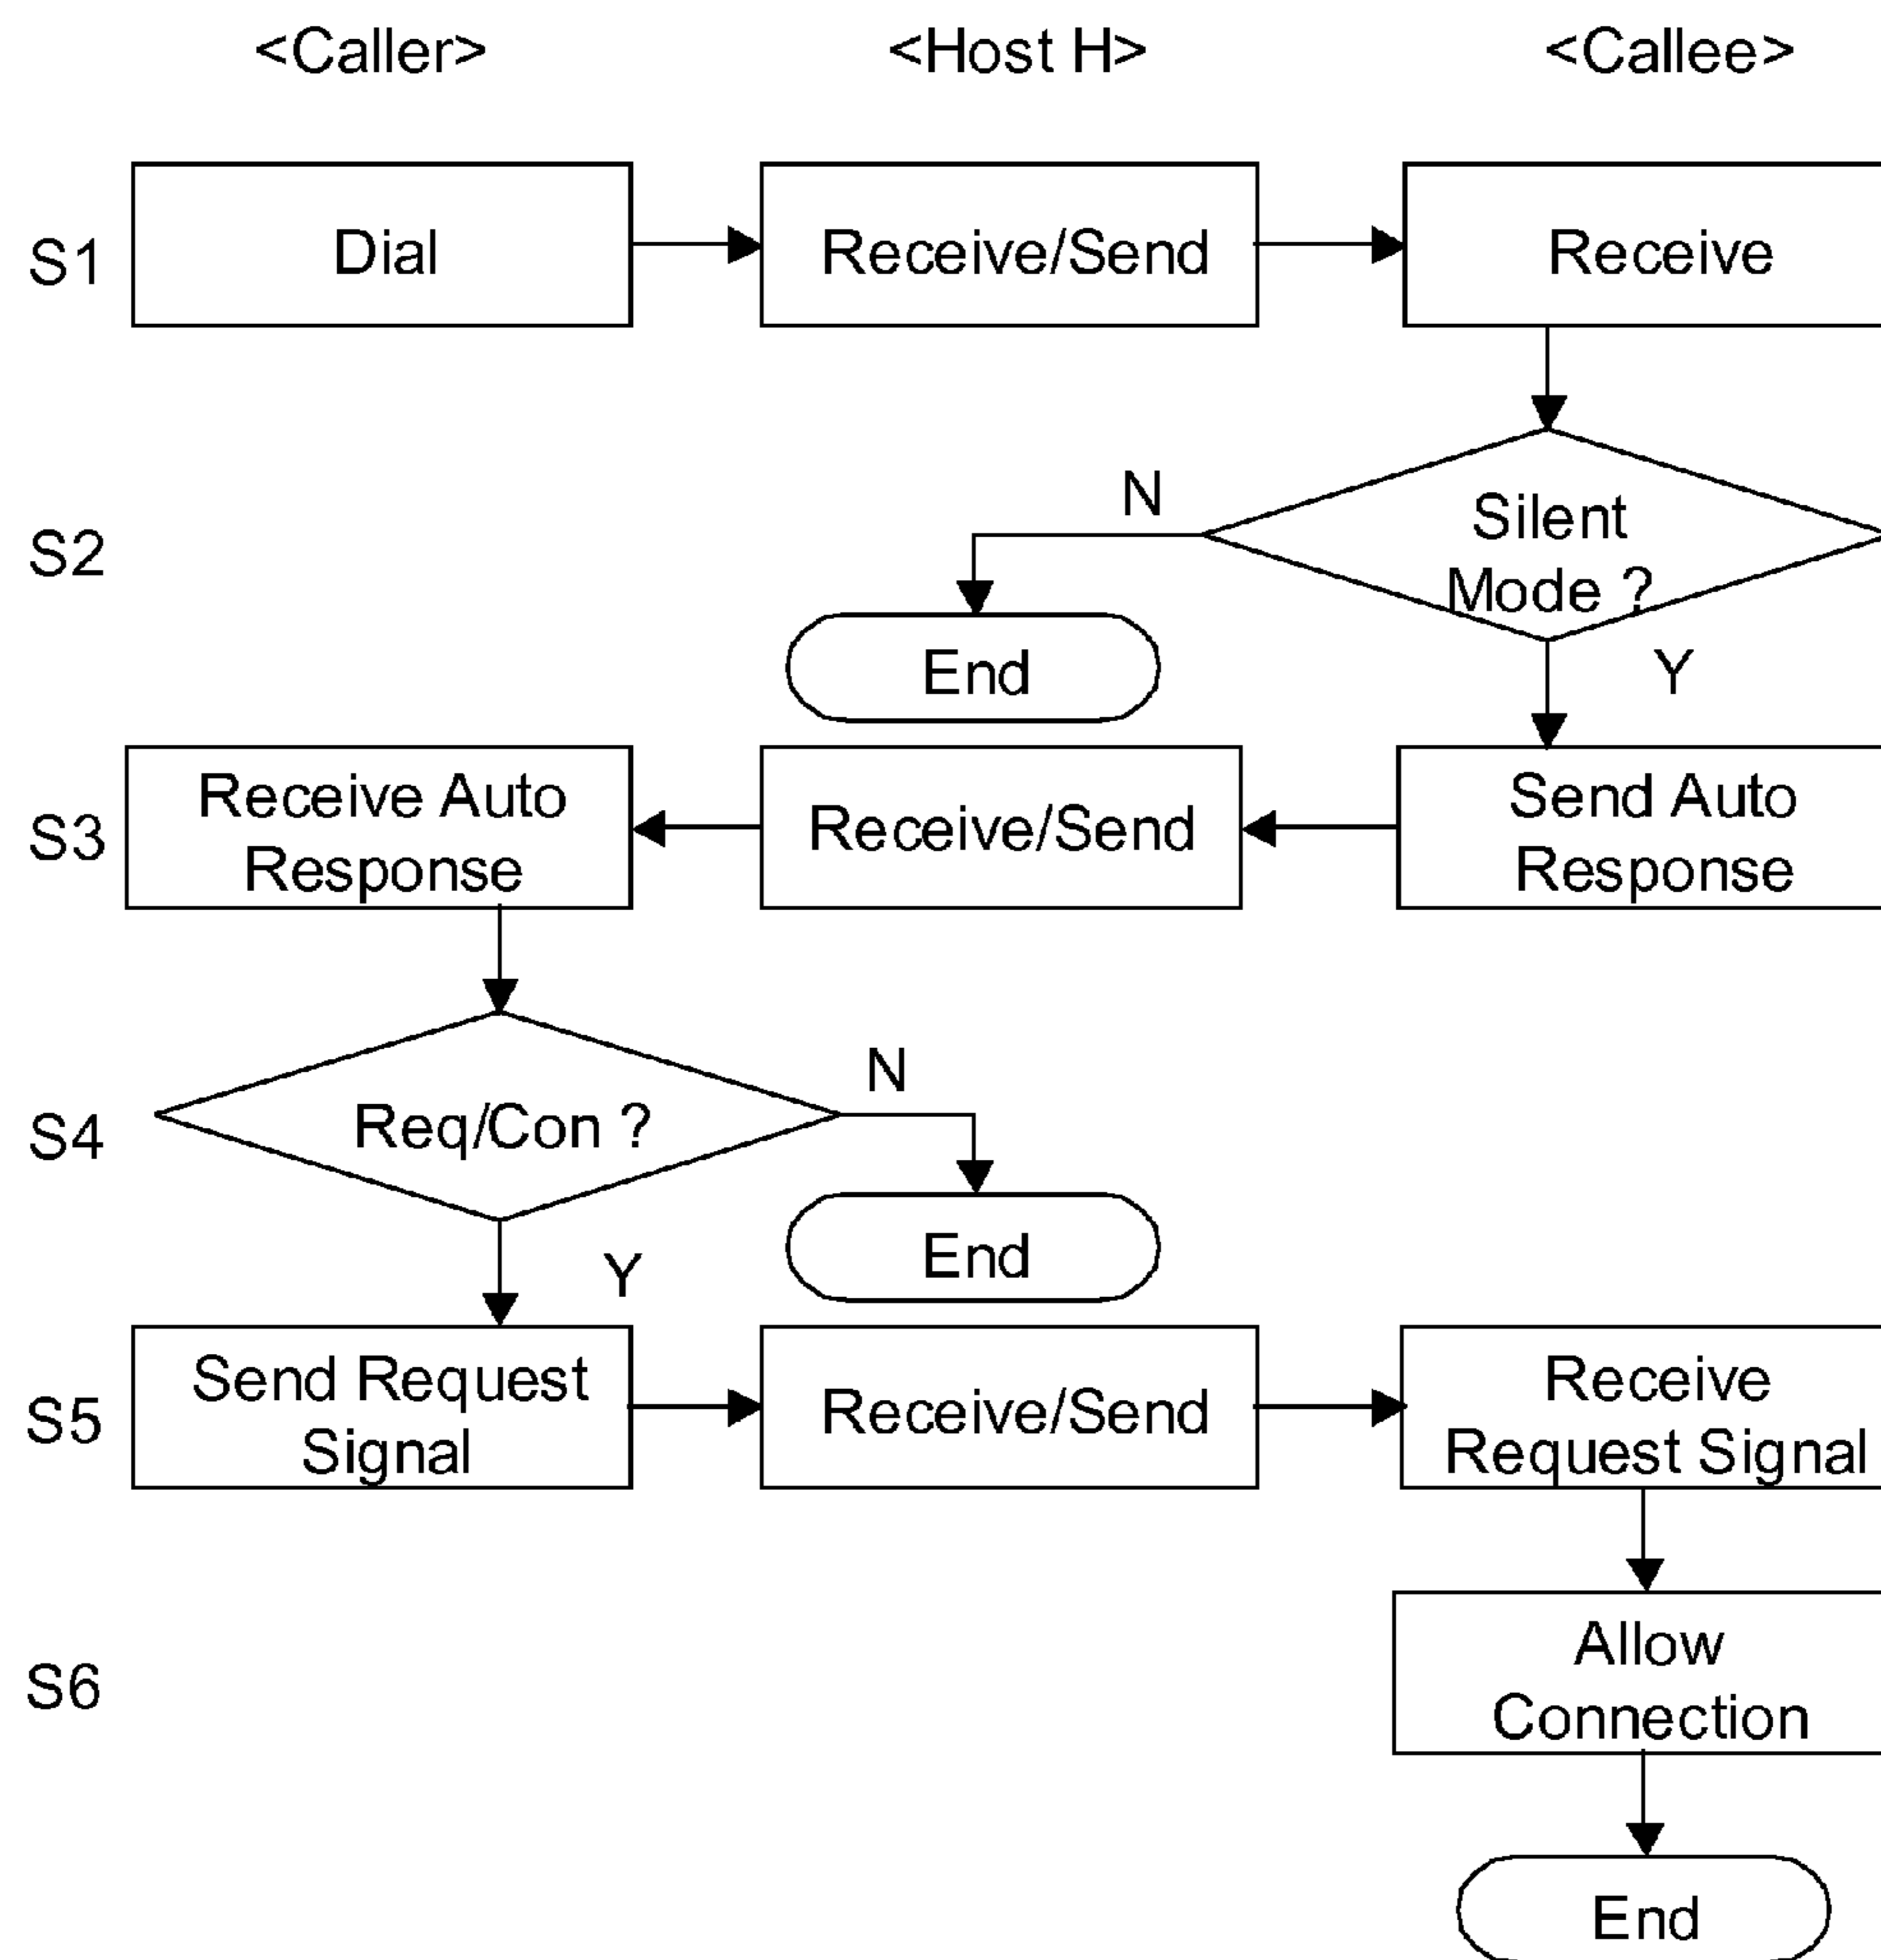 <Caller> <Host H> <Callee>
S1 Dial Receive/Send Receive
N
S2 Silent
Mode ?
End Y
S3 Receive Auto
Response
Receive/Send
Send Auto
Response
N
S4 Req/Con ?
End
Y
S5 Send Request
Signal
Receive/Send
Receive
Request Signal
S6 Allow
Connection
End